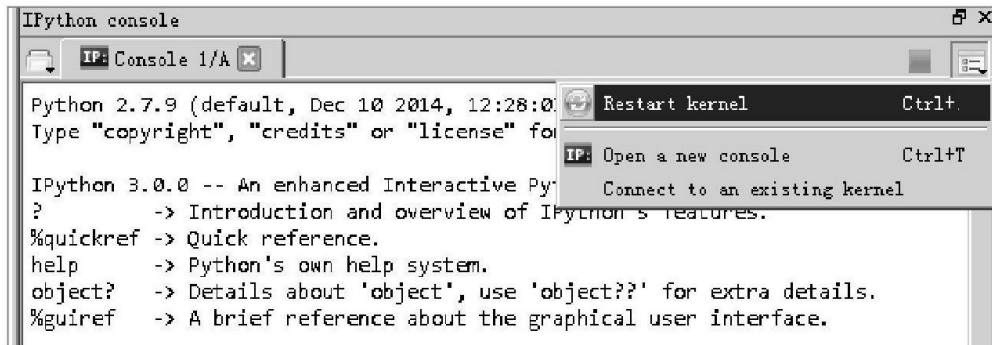 IPython console
IP: Console 1/A
Python 2.7.9 (default, Dec 10 2014, 12:28:0
Type "copyright", "credits" or "license" fo
Restart kernel Ctrl+.
IP: Open a new console Ctrl+T
Connect to an existing kernel
IPython 3.0.0 -- An enhanced Interactive Py
? -> Introduction and overview of IPython's features.
%quickref -> Quick reference.
help -> Python's own help system.
object? -> Details about 'object', use 'object??' for extra details.
%guiref -> A brief reference about the graphical user interface.